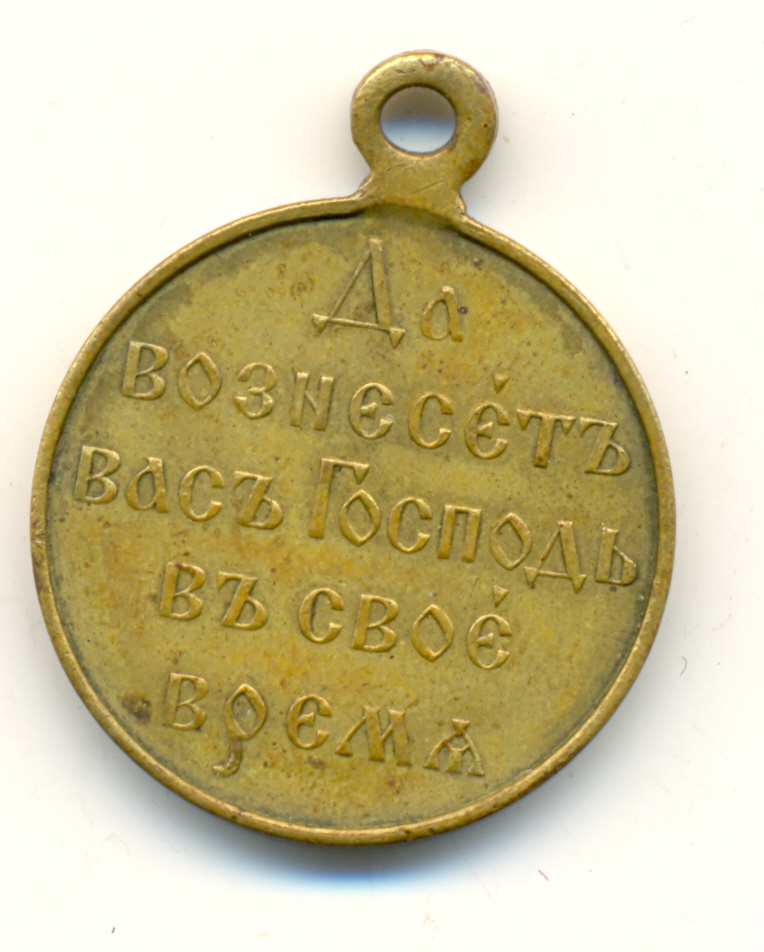 Да
вознесе́тъ
васъ Господь
въ свое́
время